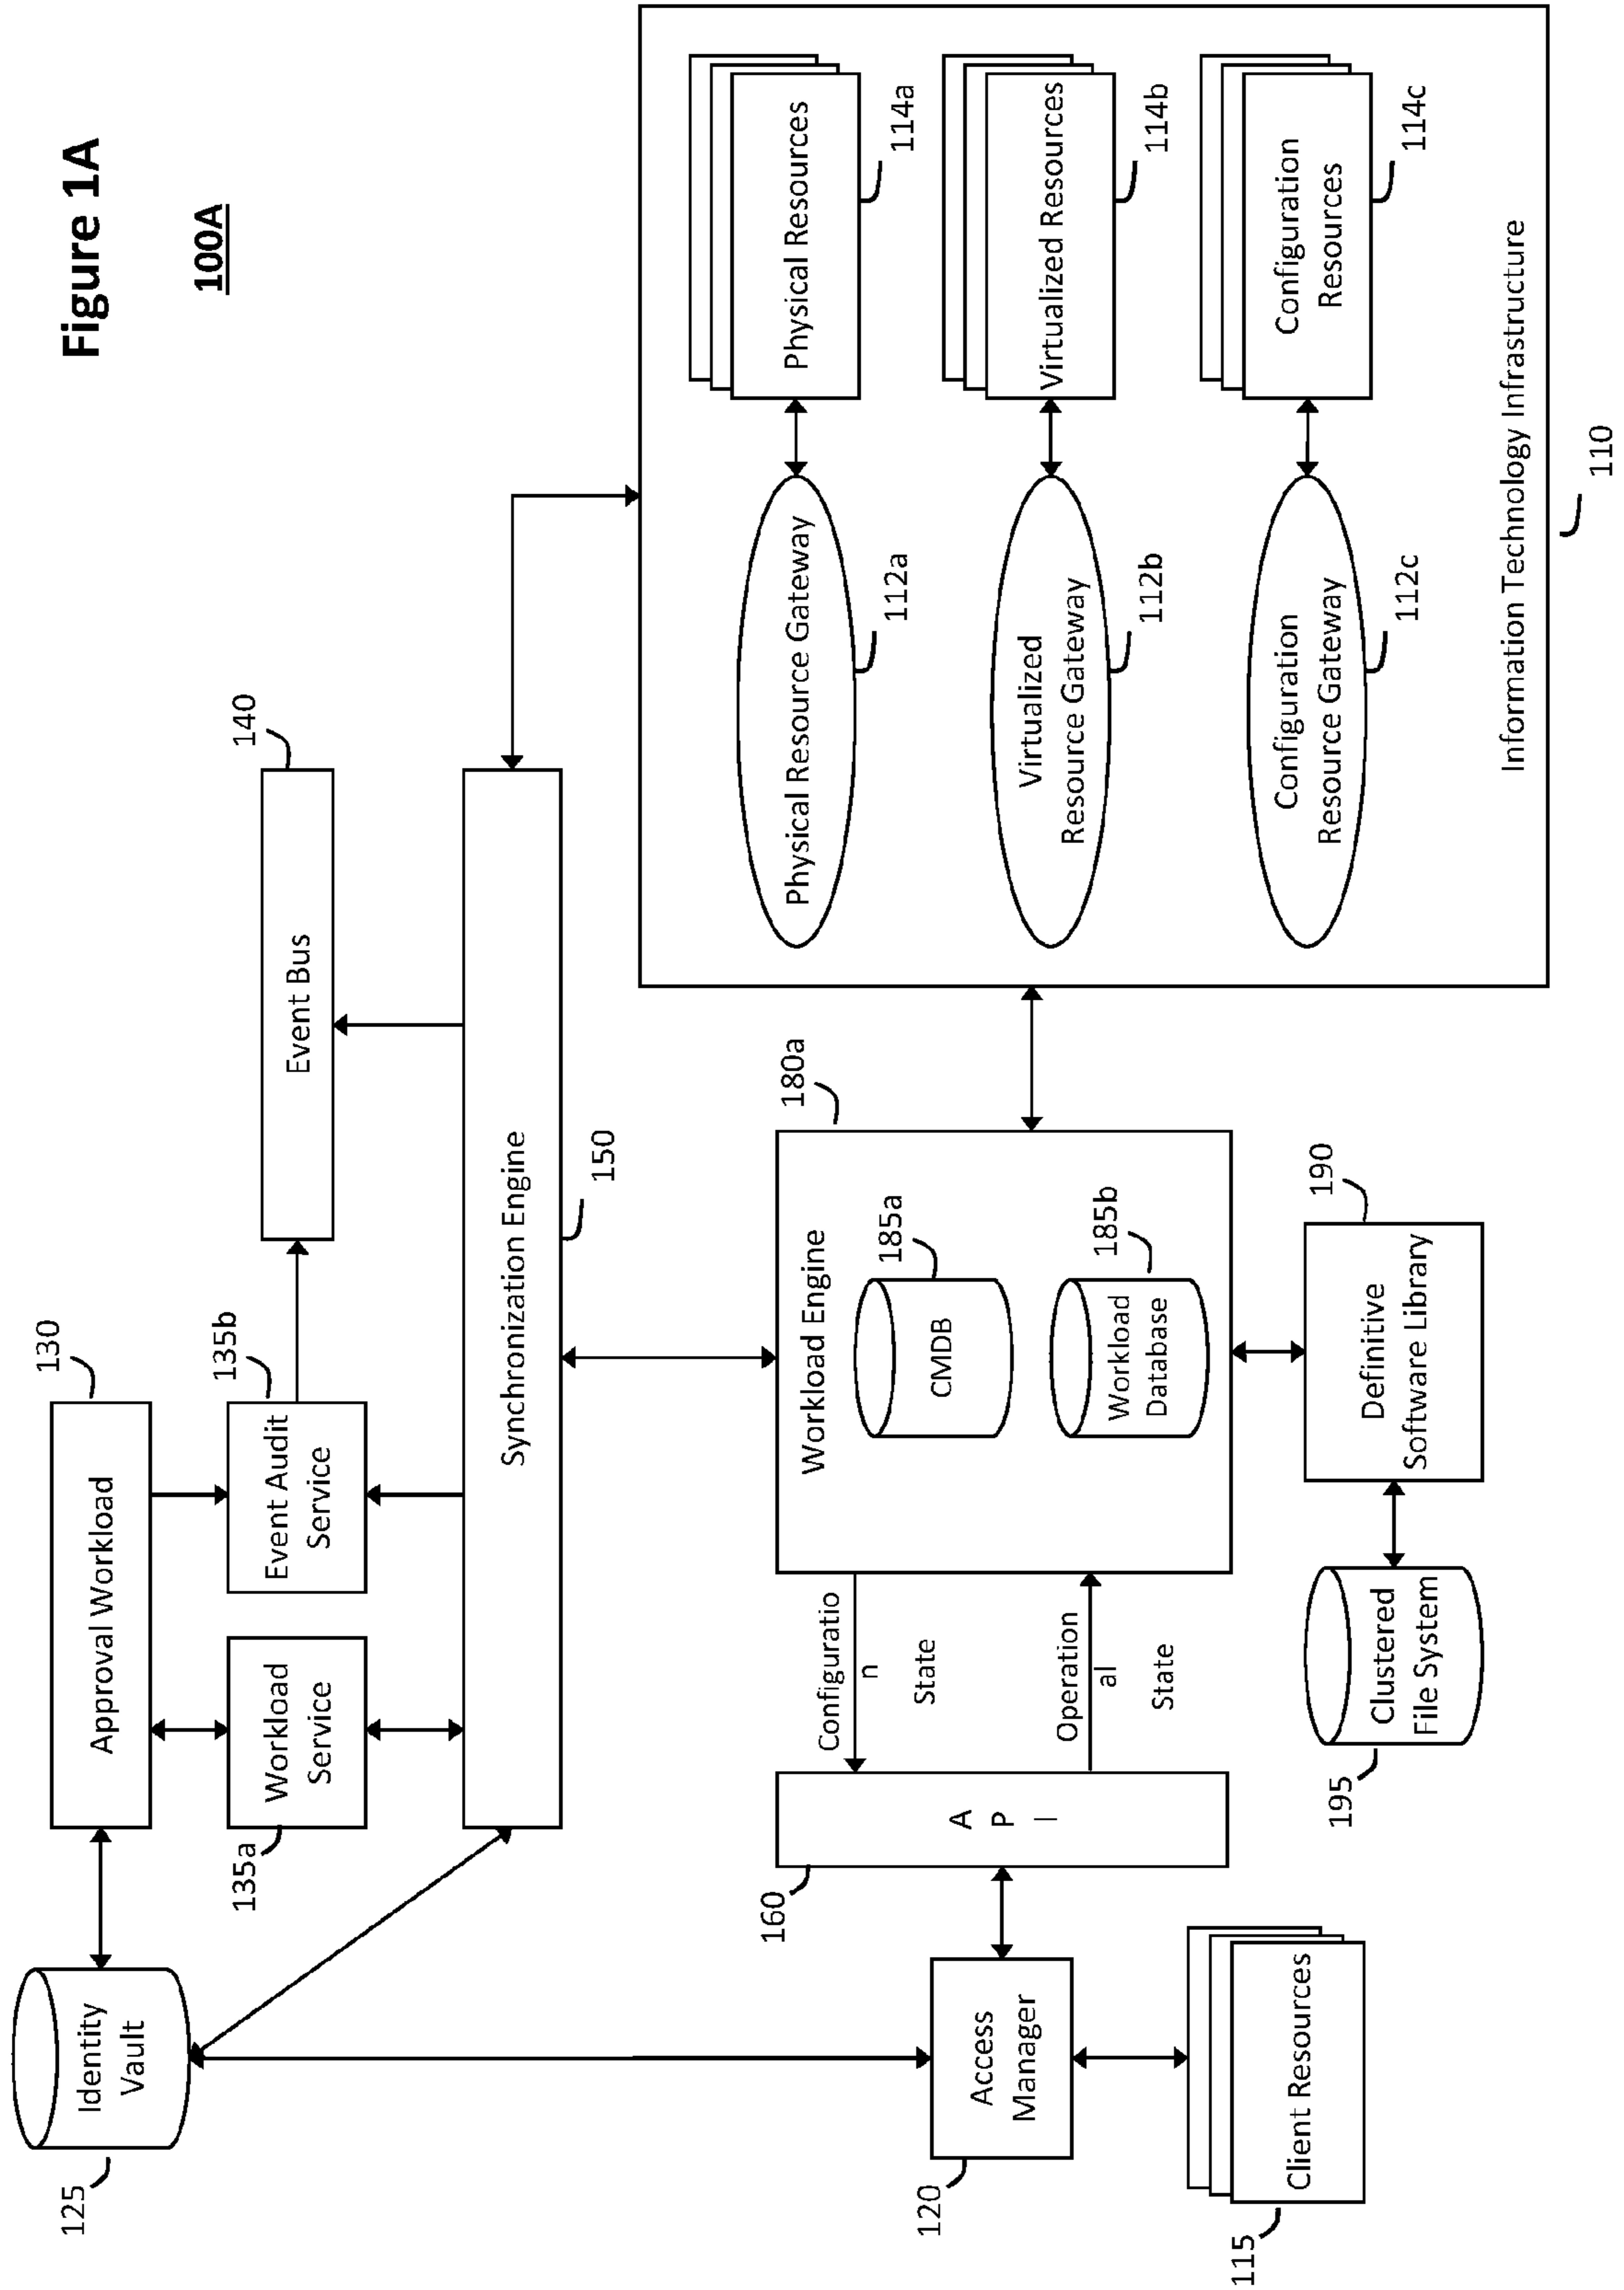 Figure 1A
100A
125
Identity
Vault
130
Approval Workload
135a
Workload
Service
135b
Event Audit
Service
140
Event Bus
Synchronization Engine
150
120
Access
Manager
115
Client Resources
160
A
P
I
Configuratio
n
State
Operation
al
State
180a
Workload Engine
185a
CMDB
185b
Workload
Database
190
Definitive
Software Library
195
Clustered
File System
Physical Resource Gateway
112a
Physical Resources
114a
Virtualized
Resource Gateway
112b
Virtualized Resources
114b
Configuration
Resource Gateway
112c
Configuration
Resources
114c
Information Technology Infrastructure
110